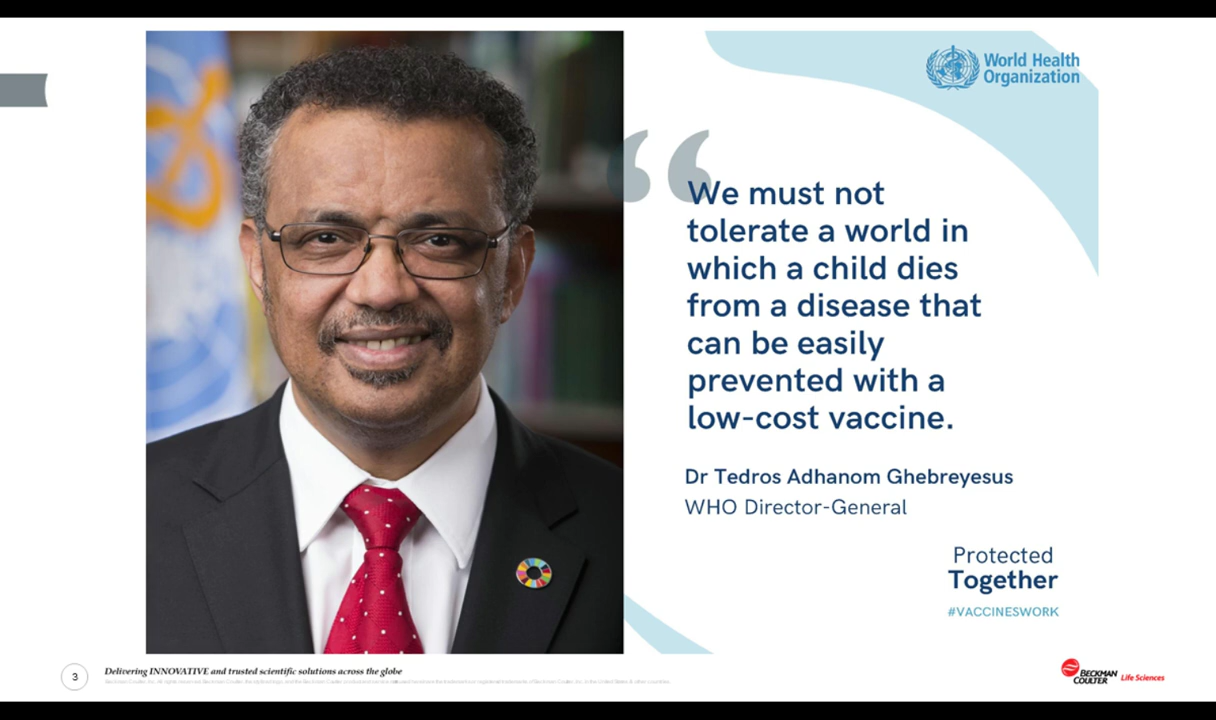 World Health
Organization
“
We must not
tolerate a world in
which a child dies
from a disease that
can be easily
prevented with a
low-cost vaccine.
Dr Tedros Adhanom Ghebreyesus
WHO Director-General
Protected
Together
#VACCINESWORK
3
Delivering INNOVATIVE and trusted scientific solutions across the globe
BECKMAN
COULTER Life Sciences